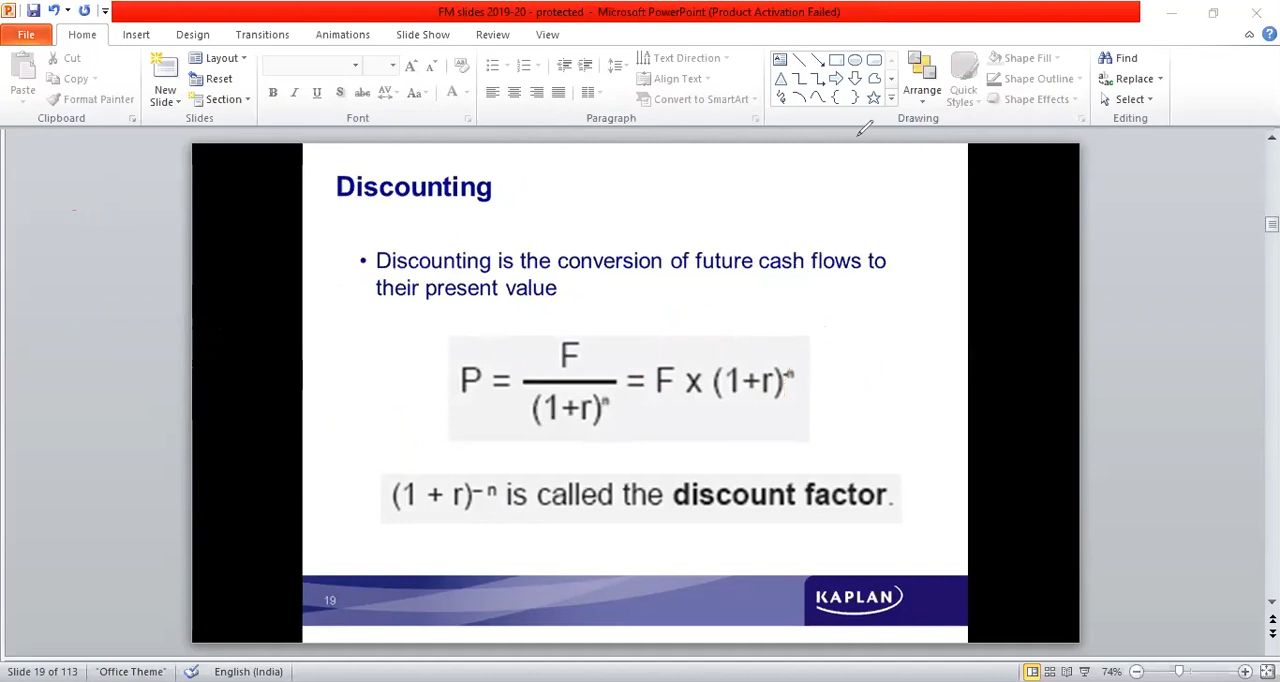 FM slides 2019-20 - protected - Microsoft PowerPoint (Product Activation Failed)
File Home Insert Design Transitions Animations Slide Show Review View
Paste
Cut
Copy
Format Painter
Clipboard
New
Slide
Layout
Reset
Section
Slides
B I U S abc AV Aa A
Font
Text Direction
Align Text
Convert to SmartArt
Paragraph
Arrange
Quick
Styles
Shape Fill
Shape Outline
Shape Effects
Drawing
Find
Replace
Select
Editing
Discounting
• Discounting is the conversion of future cash flows to
their present value
P = F / (1+r)ⁿ = F x (1+r)⁻ⁿ
(1 + r)⁻ⁿ is called the discount factor.
19
KAPLAN
Slide 19 of 113 "Office Theme" English (India) 74%